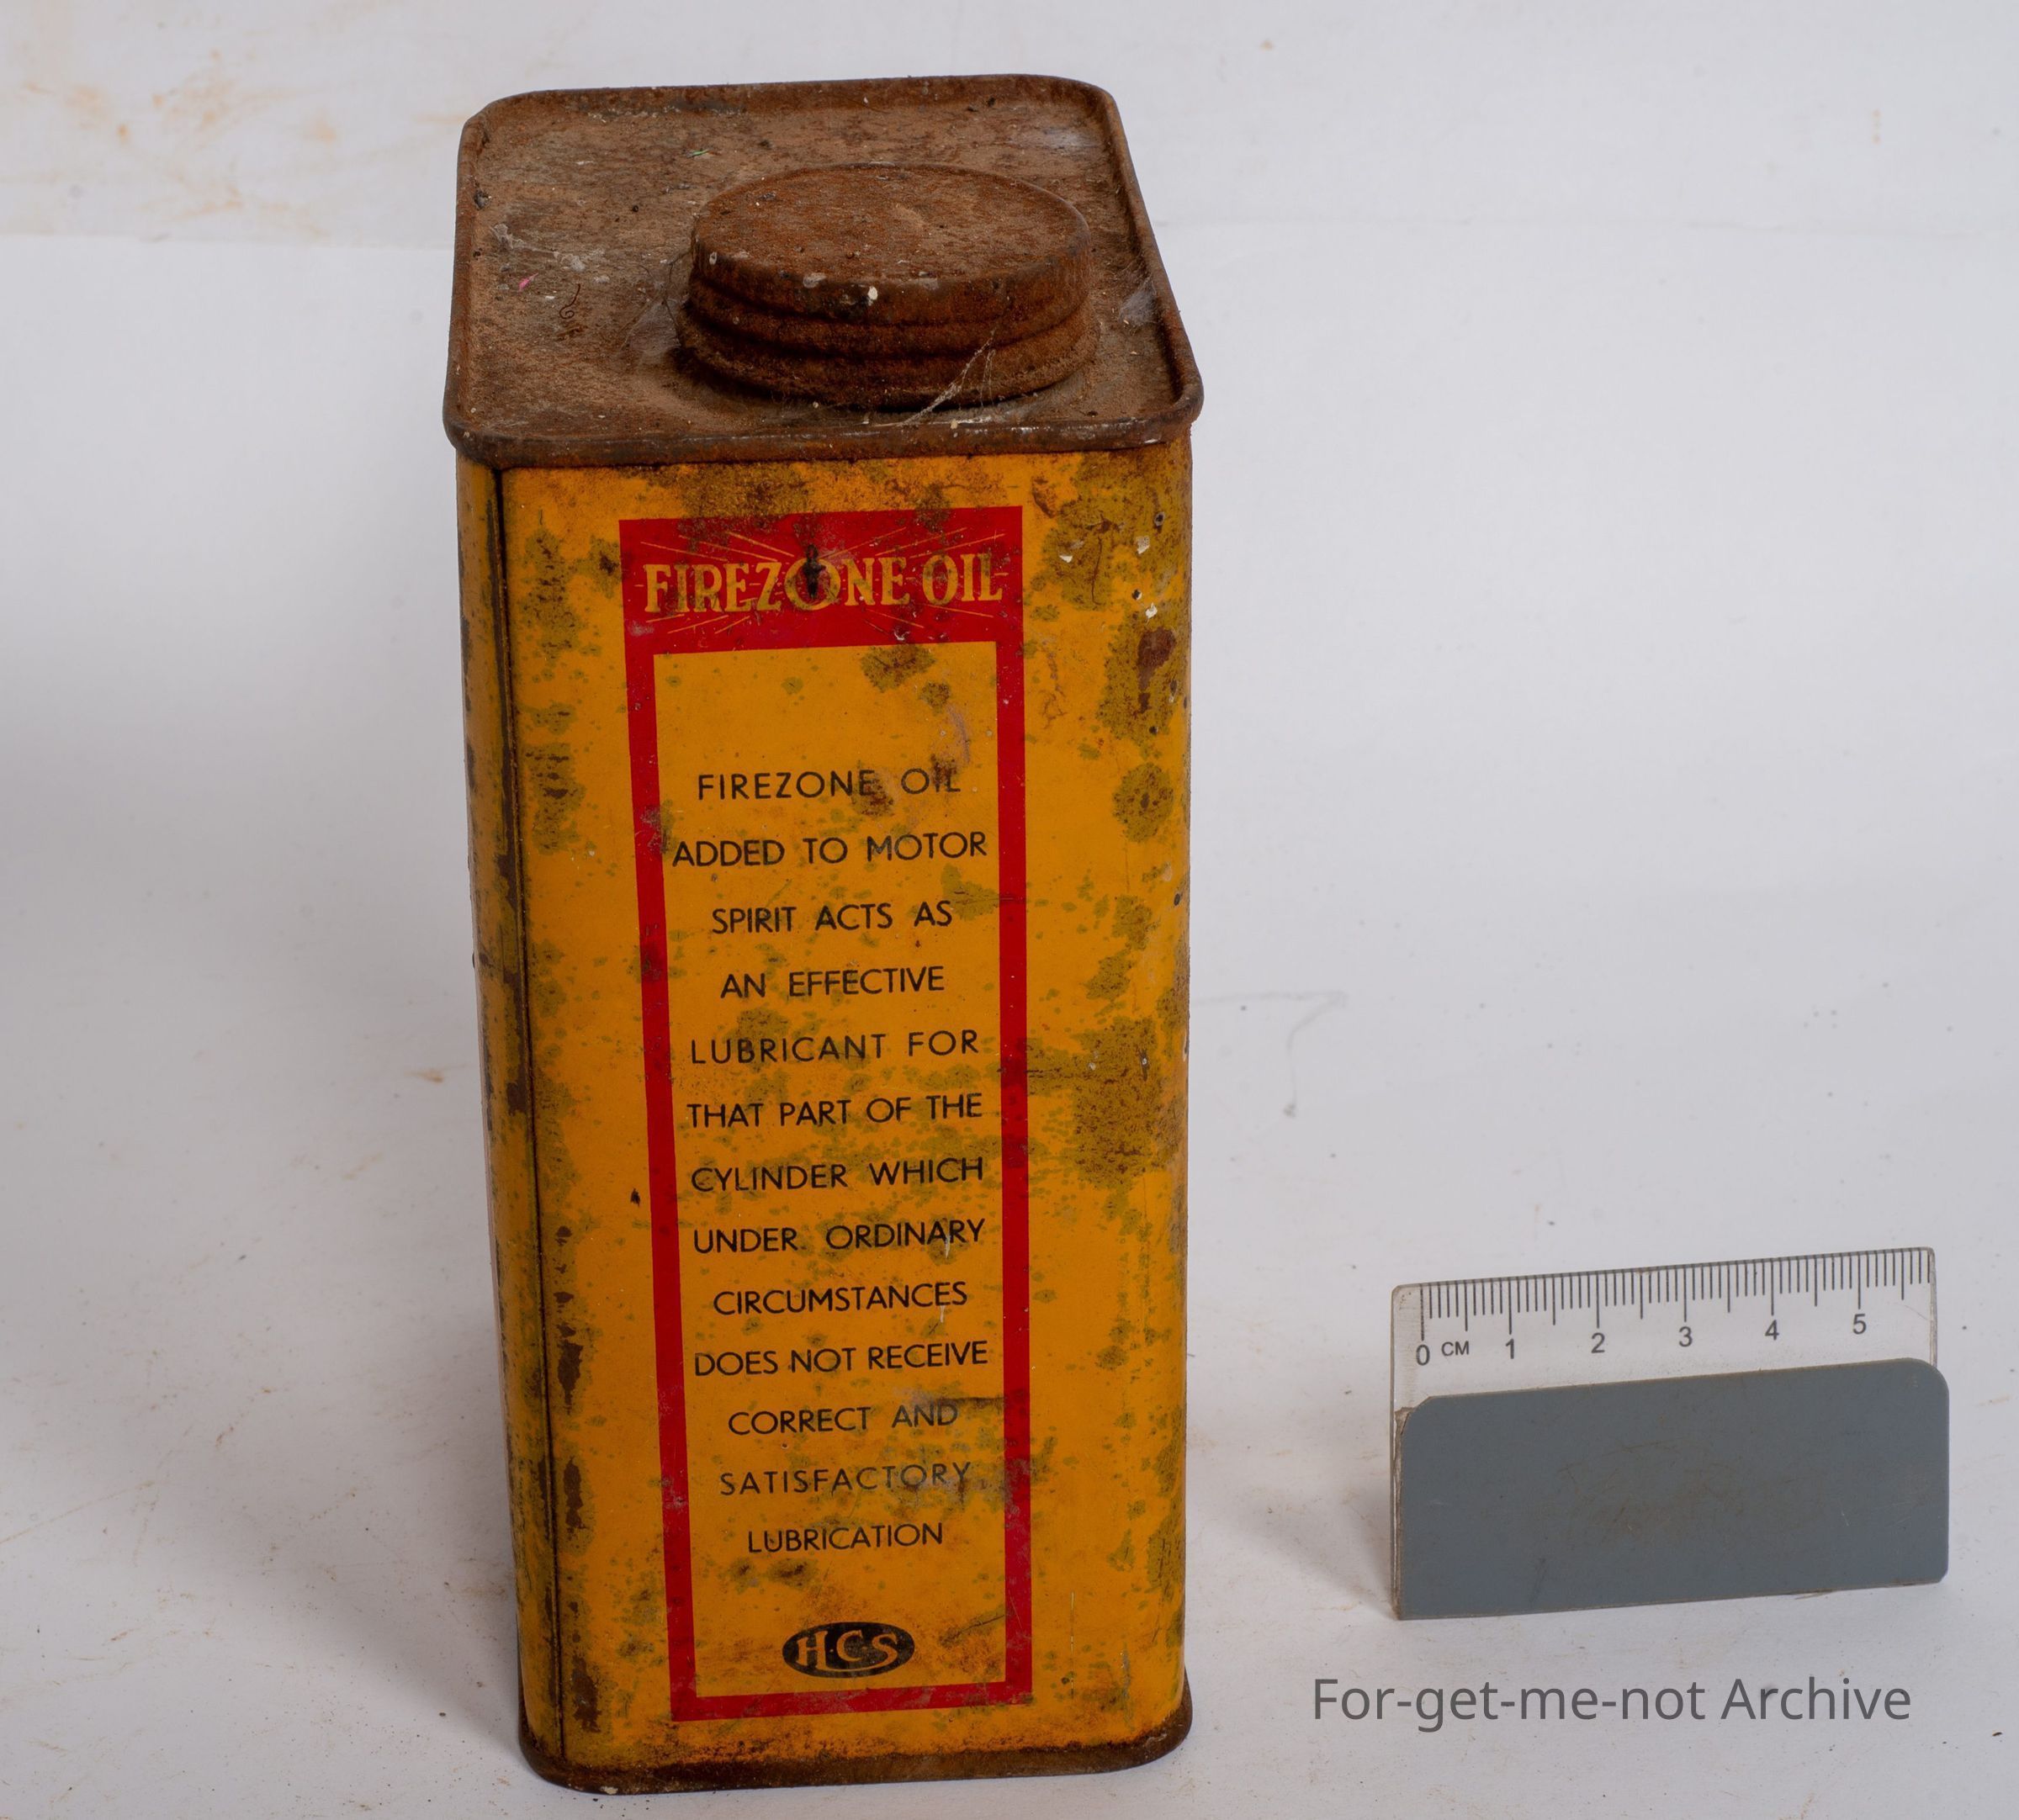 FIREZONE OIL
FIREZONE OIL
ADDED TO MOTOR
SPIRIT ACTS AS
AN EFFECTIVE
LUBRICANT FOR
THAT PART OF THE
CYLINDER WHICH
UNDER ORDINARY
CIRCUMSTANCES
DOES NOT RECEIVE
CORRECT AND
SATISFACTORY
LUBRICATION
H.C.S
0 CM 1 2 3 4 5
For-get-me-not Archive